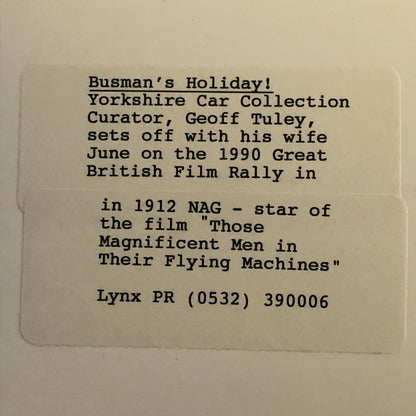 Busman's Holiday!
Yorkshire Car Collection
Curator, Geoff Tuley,
sets off with his wife
June on the 1990 Great
British Film Rally in
in 1912 NAG - star of
the film "Those
Magnificent Men in
Their Flying Machines"
Lynx PR (0532) 390006